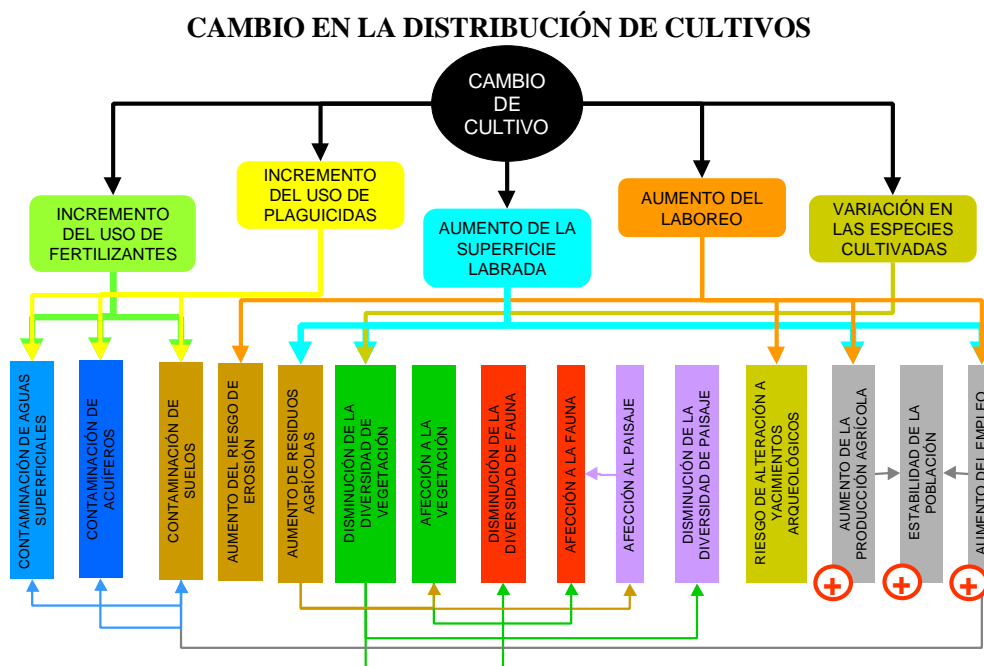 CAMBIO EN LA DISTRIBUCIÓN DE CULTIVOS
CAMBIO
DE
CULTIVO
INCREMENTO
DEL USO DE
FERTILIZANTES
INCREMENTO
DEL USO DE
PLAGUICIDAS
AUMENTO DE LA
SUPERFICIE
LABRADA
AUMENTO DEL
LABOREO
VARIACIÓN EN
LAS ESPECIES
CULTIVADAS
CONTAMINACIÓN DE AGUAS
SUPERFICIALES
CONTAMINACIÓN DE
ACUÍFEROS
CONTAMINACIÓN DE
SUELOS
AUMENTO DEL RIESGO DE
EROSIÓN
AUMENTO DE RESIDUOS
AGRÍCOLAS
DISMINUCIÓN DE LA
DIVERSIDAD DE
VEGETACIÓN
AFECCIÓN A LA
VEGETACIÓN
DISMINUCIÓN DE LA
DIVERSIDAD DE FAUNA
AFECCIÓN A LA FAUNA
AFECCIÓN AL PAISAJE
DISMINUCIÓN DE LA
DIVERSIDAD DE PAISAJE
RIESGO DE ALTERACIÓN A
YACIMIENTOS
ARQUEOLÓGICOS
AUMENTO DE LA
PRODUCCIÓN AGRÍCOLA
ESTABILIDAD DE LA
POBLACIÓN
AUMENTO DEL EMPLEO
+
+
+